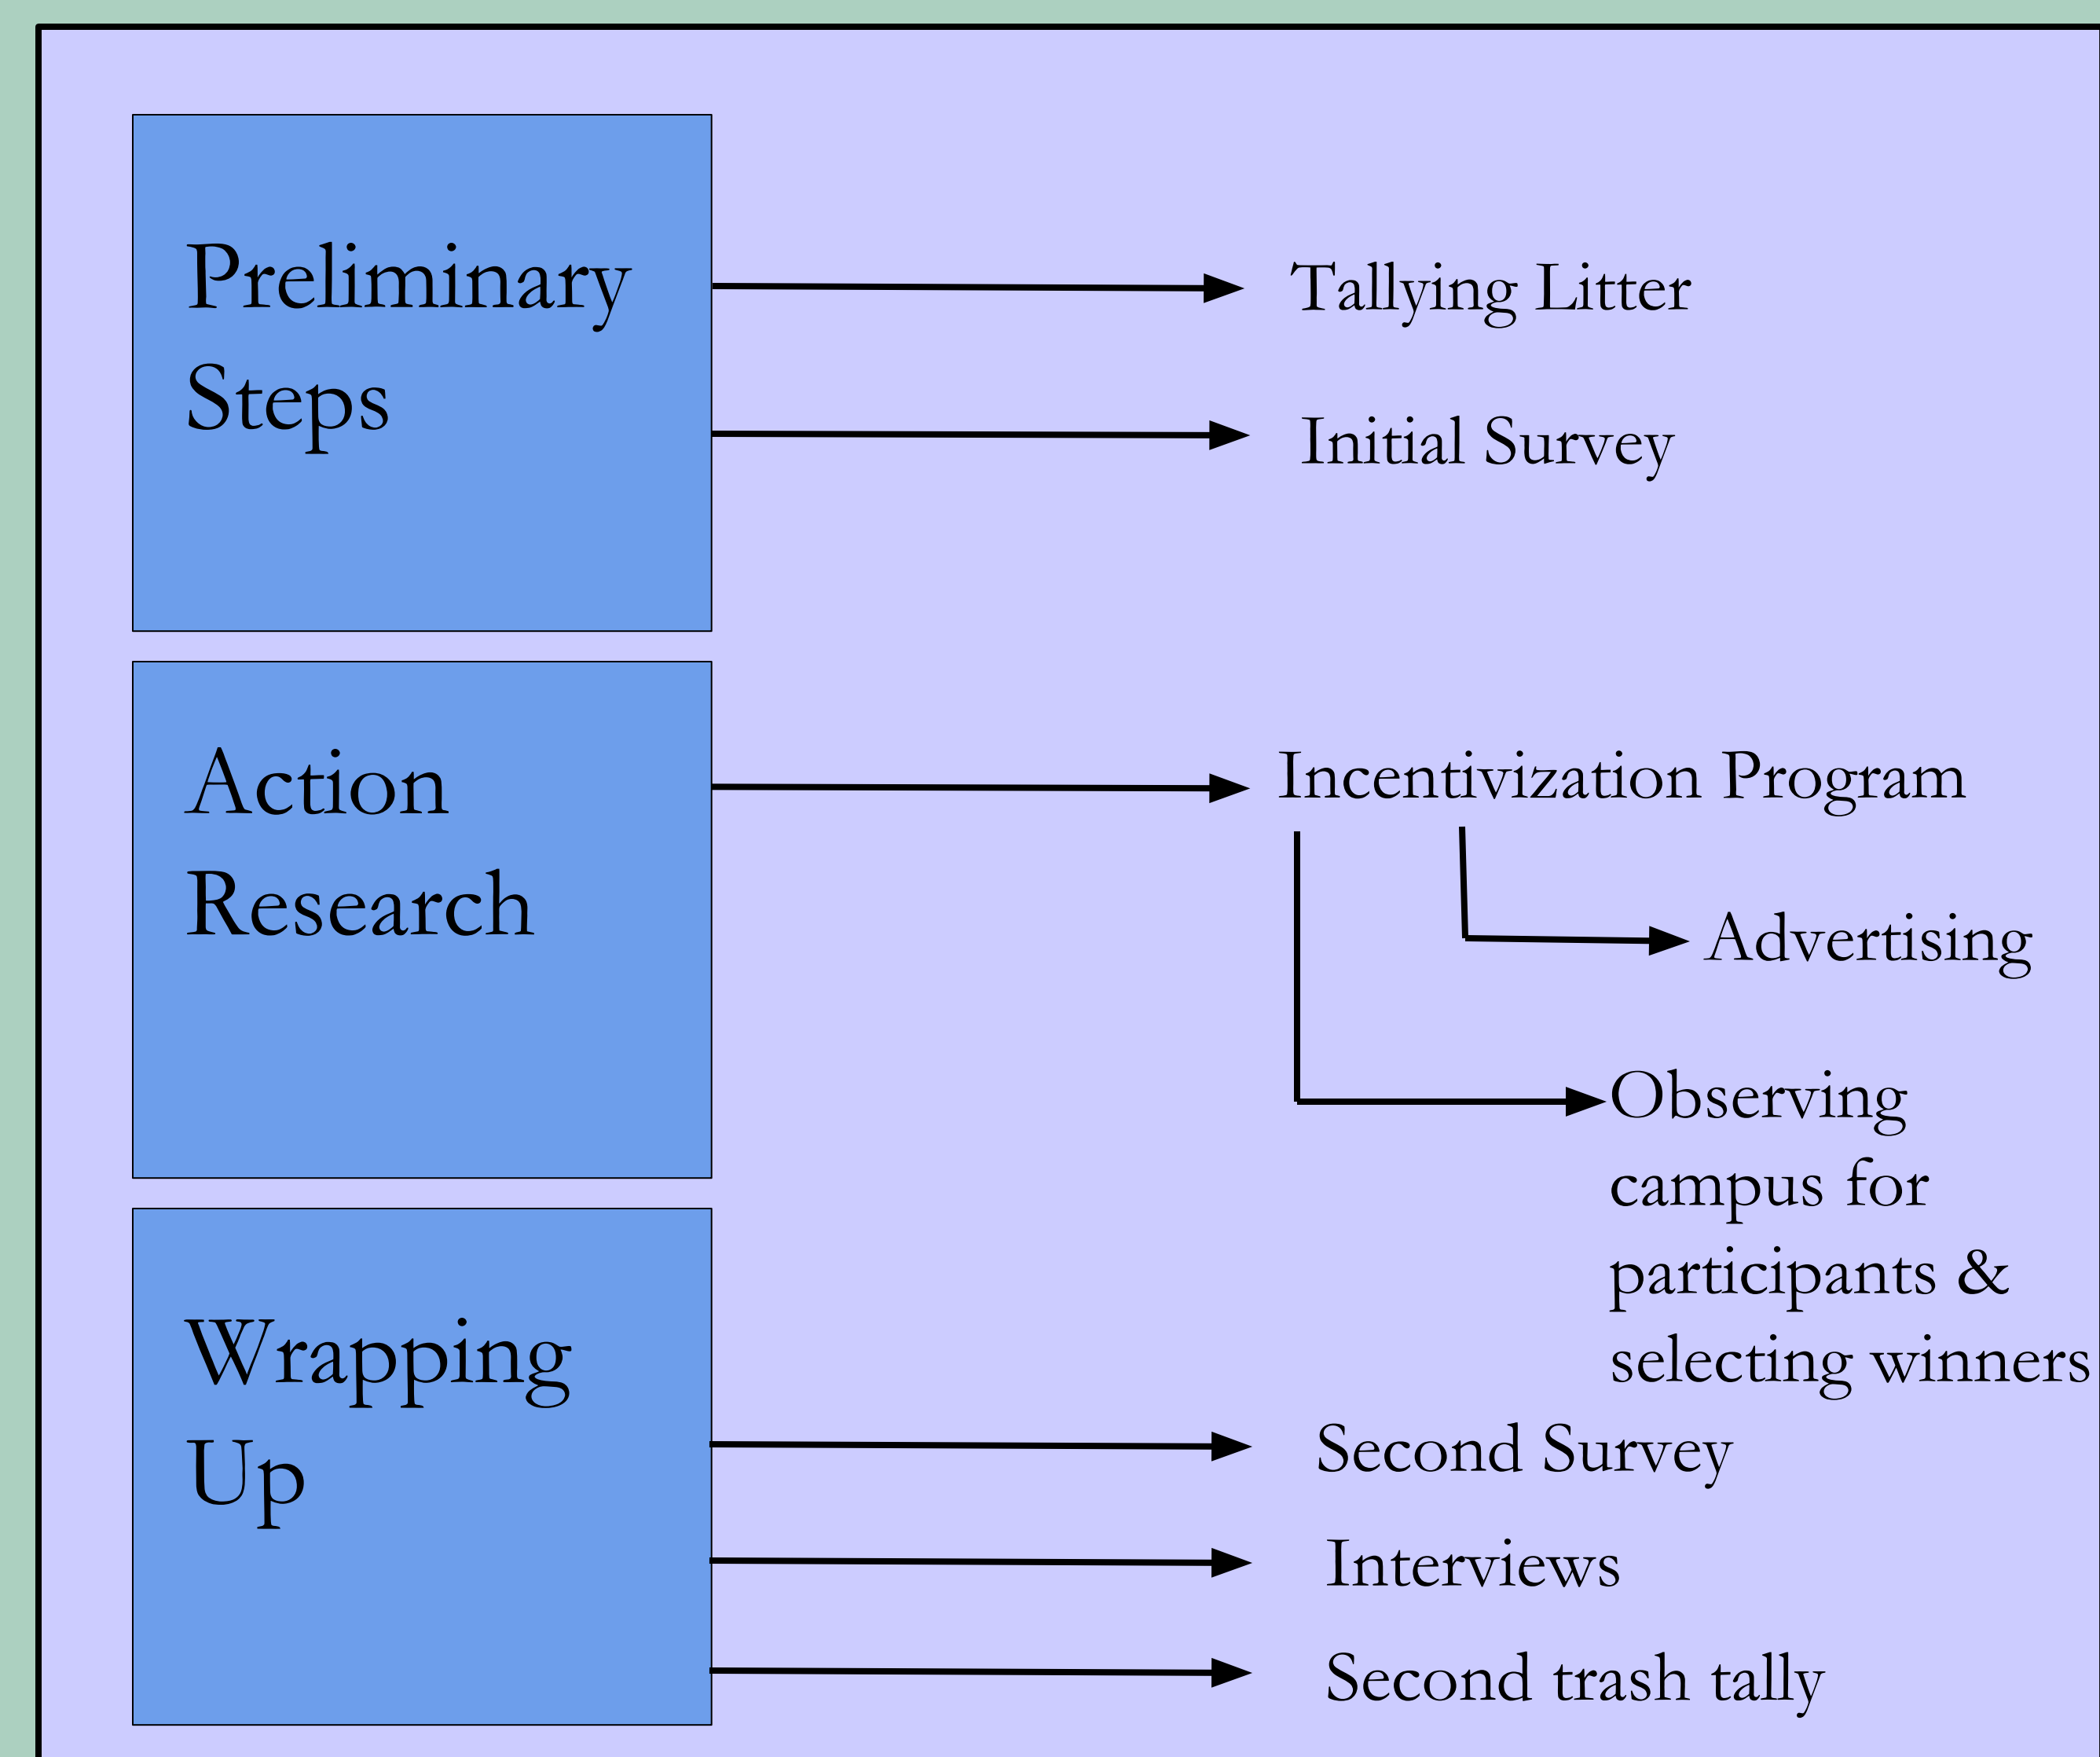 Preliminary
Steps
Tallying Litter
Initial Survey
Action
Research
Incentivization Program
Advertising
Observing
campus for
participants &
selecting winners
Wrapping
Up
Second Survey
Interviews
Second trash tally